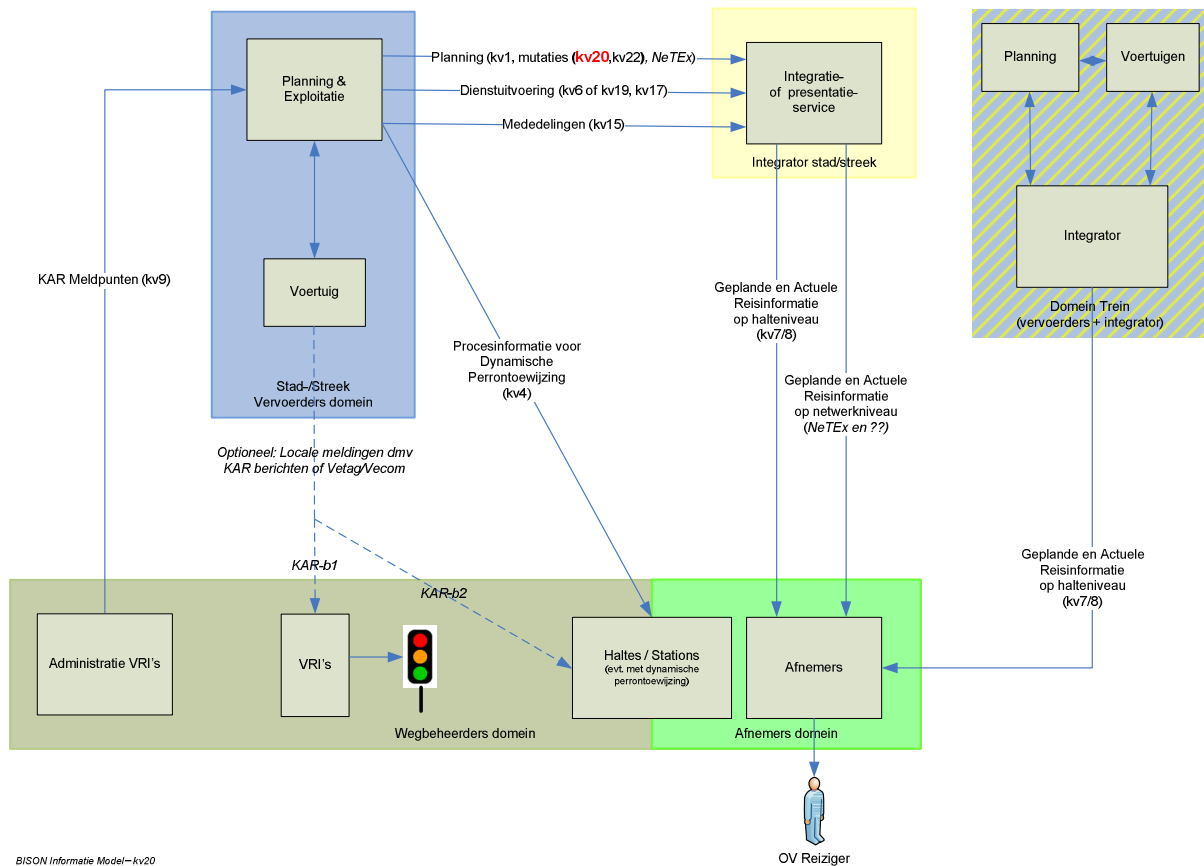 Planning &
Exploitatie
Planning (kv1, mutaties (kv20,kv22), NeTEx)
Dienstuitvoering (kv6 of kv19, kv17)
Mededelingen (kv15)
Integratie-
of presentatie-
service
Integrator stad/streek
Planning
Voertuigen
Integrator
Domein Trein
(vervoerders + integrator)
KAR Meldpunten (kv9)
Voertuig
Stad-/Streek
Vervoerders domein
Procesinformatie voor
Dynamische
Perrontoewijzing
(kv4)
Geplande en Actuele
Reisinformatie
op halteniveau
(kv7/8)
Geplande en Actuele
Reisinformatie
op netwerkniveau
(NeTEx en ??)
Optioneel: Locale meldingen dmv
KAR berichten of Vetag/Vecom
KAR-b1
KAR-b2
Geplande en Actuele
Reisinformatie
op halteniveau
(kv7/8)
Administratie VRI's
VRI's
Haltes / Stations
(evt. met dynamische
perrontoewijzing)
Afnemers
Wegbeheerders domein
Afnemers domein
OV Reiziger
BISON Informatie Model–kv20